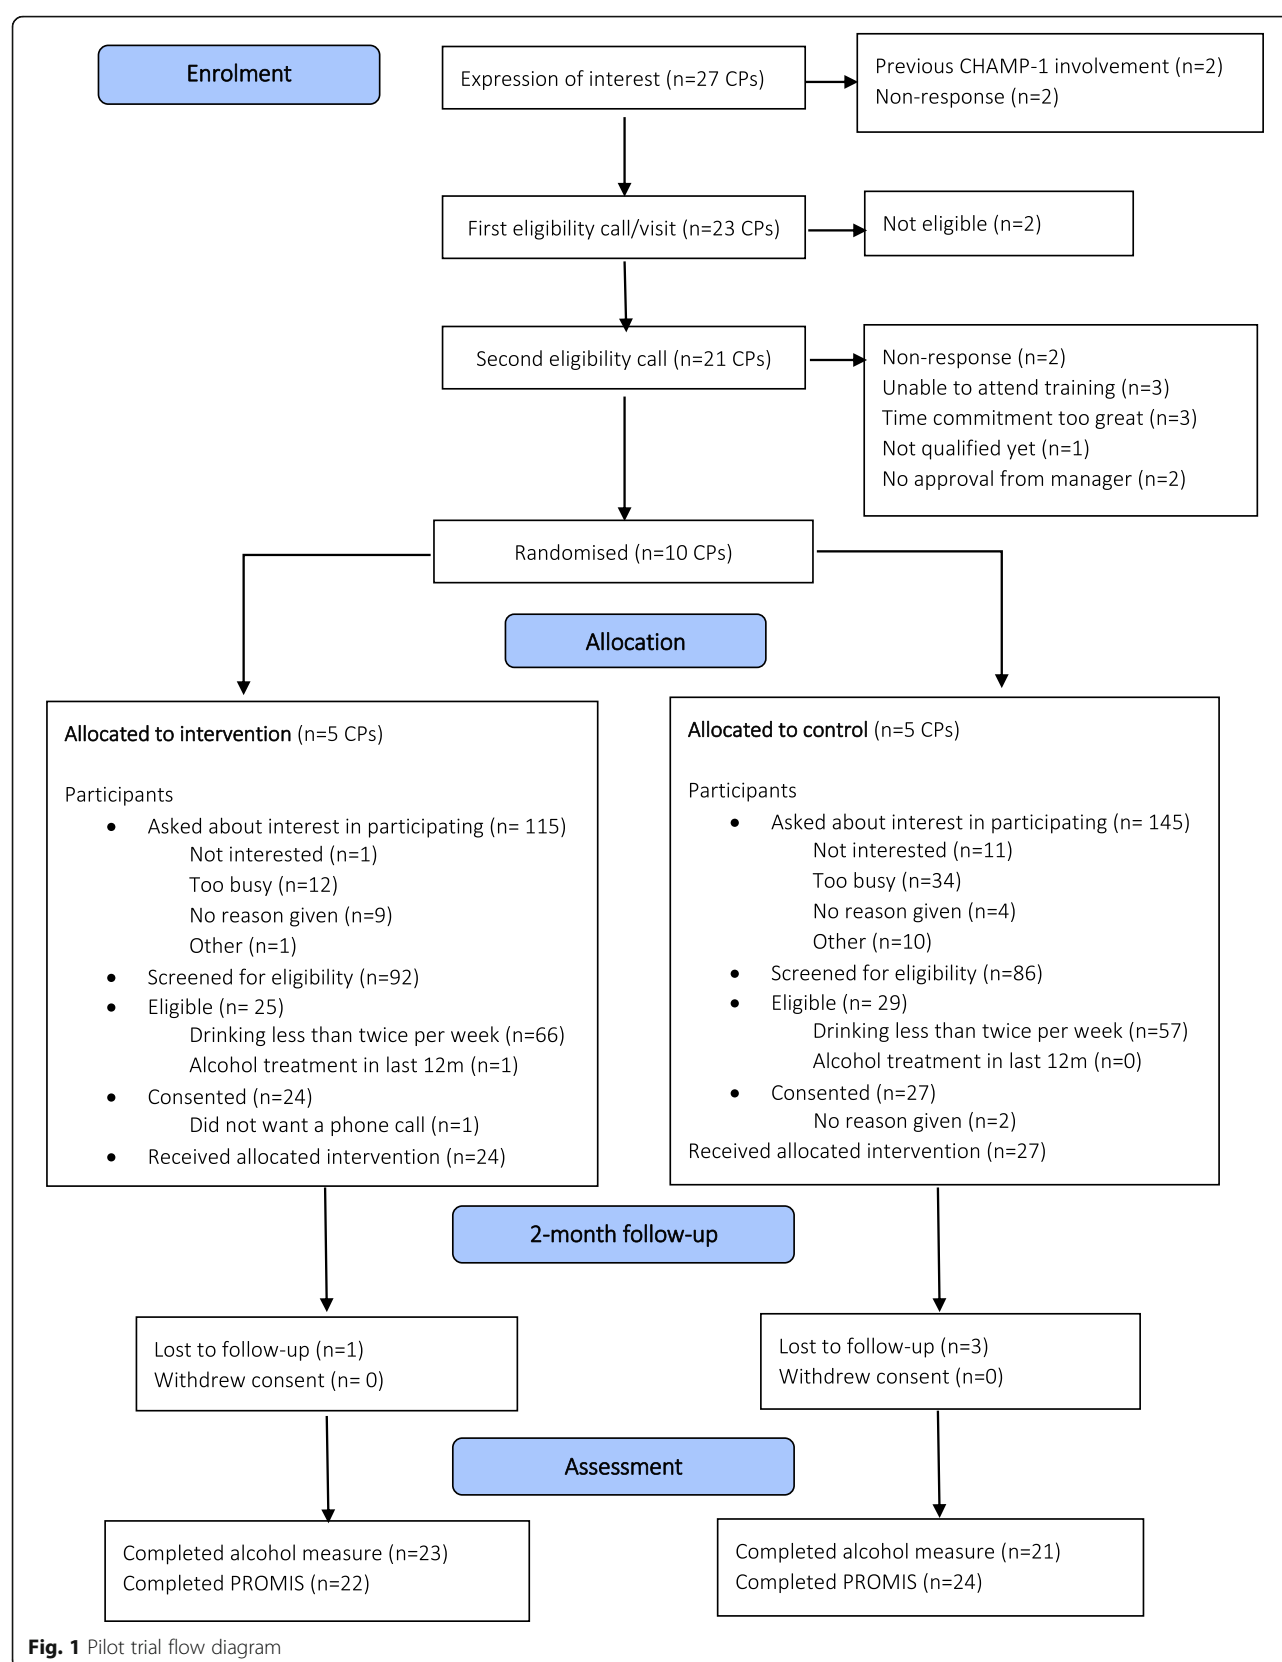 Enrolment
Expression of interest (n=27 CPs)
Previous CHAMP-1 involvement (n=2)
Non-response (n=2)
First eligibility call/visit (n=23 CPs)
Not eligible (n=2)
Second eligibility call (n=21 CPs)
Non-response (n=2)
Unable to attend training (n=3)
Time commitment too great (n=3)
Not qualified yet (n=1)
No approval from manager (n=2)
Randomised (n=10 CPs)
Allocation
Allocated to intervention (n=5 CPs)
Participants
• Asked about interest in participating (n= 115)
Not interested (n=1)
Too busy (n=12)
No reason given (n=9)
Other (n=1)
• Screened for eligibility (n=92)
• Eligible (n= 25)
Drinking less than twice per week (n=66)
Alcohol treatment in last 12m (n=1)
• Consented (n=24)
Did not want a phone call (n=1)
• Received allocated intervention (n=24)
Allocated to control (n=5 CPs)
Participants
• Asked about interest in participating (n= 145)
Not interested (n=11)
Too busy (n=34)
No reason given (n=4)
Other (n=10)
• Screened for eligibility (n=86)
• Eligible (n= 29)
Drinking less than twice per week (n=57)
Alcohol treatment in last 12m (n=0)
• Consented (n=27)
No reason given (n=2)
Received allocated intervention (n=27)
2-month follow-up
Lost to follow-up (n=1)
Withdrew consent (n= 0)
Lost to follow-up (n=3)
Withdrew consent (n=0)
Assessment
Completed alcohol measure (n=23)
Completed PROMIS (n=22)
Completed alcohol measure (n=21)
Completed PROMIS (n=24)
Fig. 1 Pilot trial flow diagram